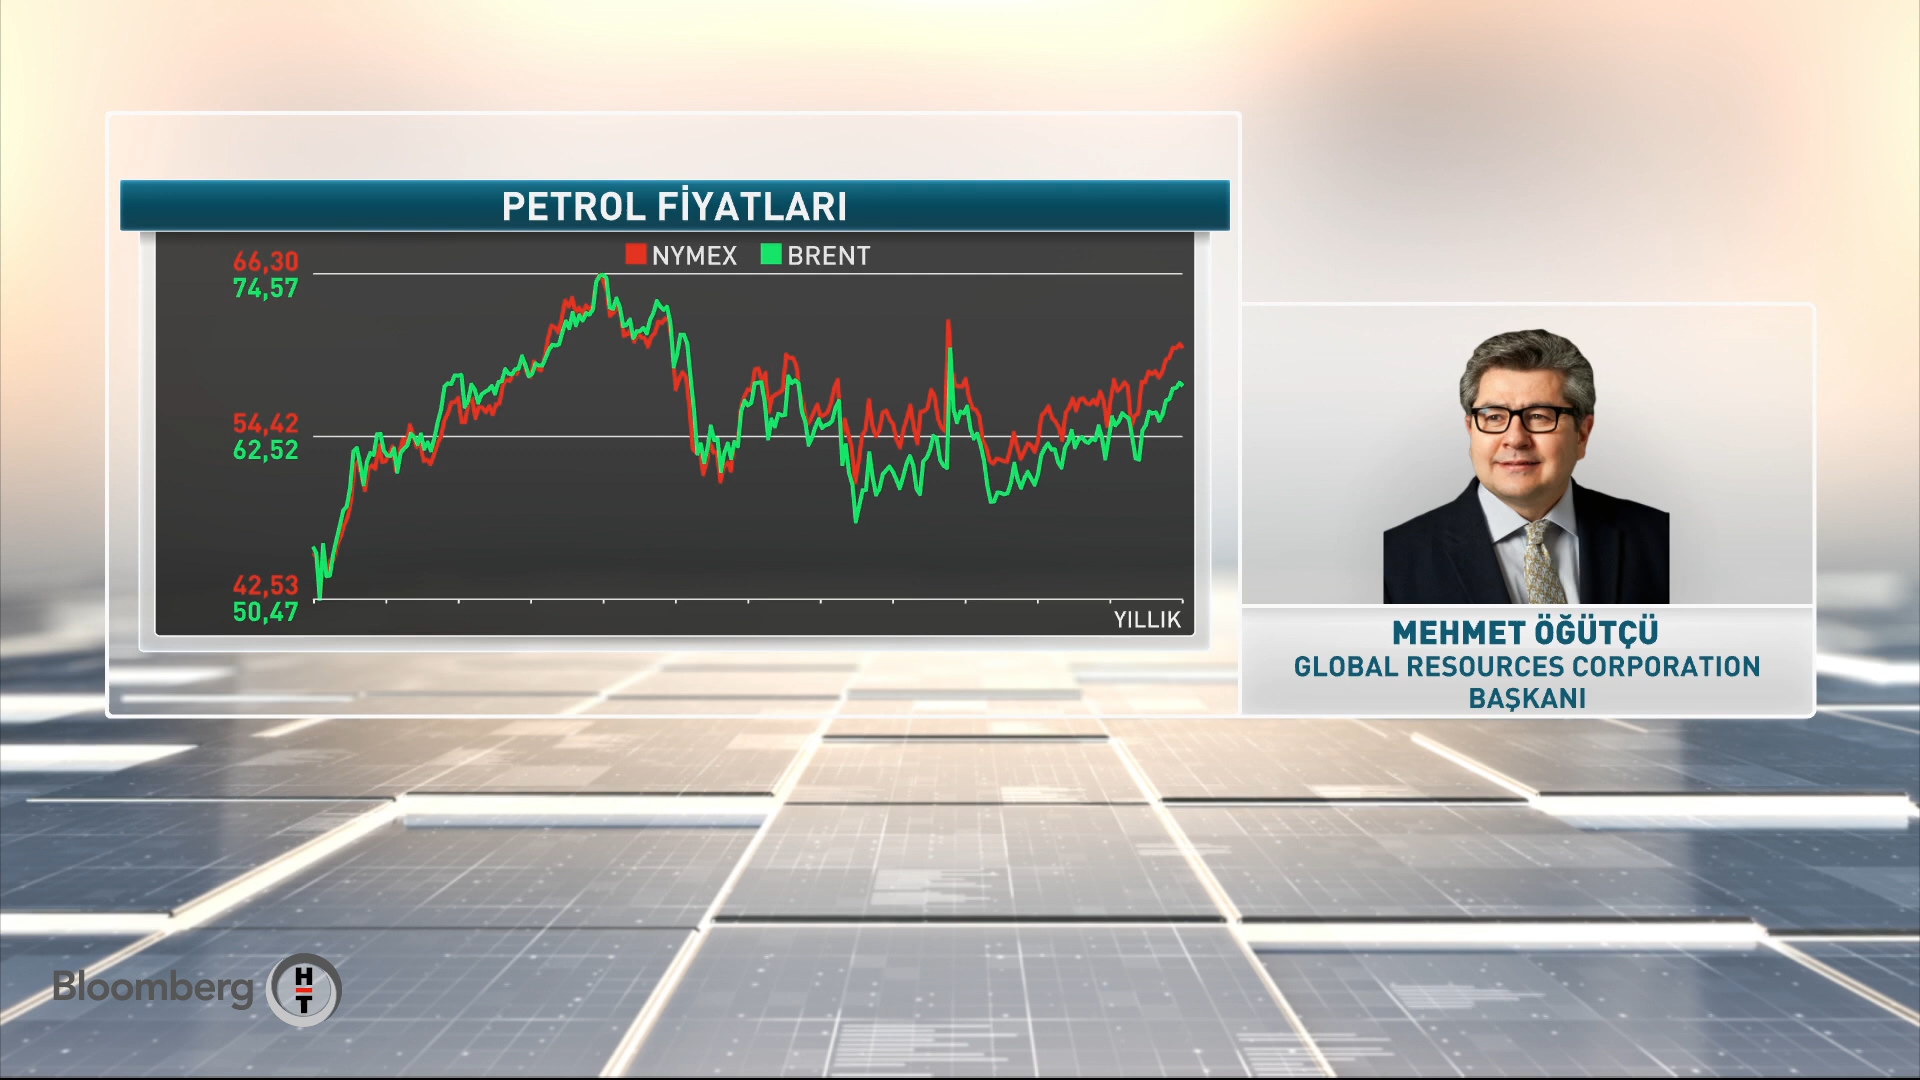 PETROL FİYATLARI
NYMEX BRENT
66,30
74,57
54,42
62,52
42,53
50,47
YILLIK
MEHMET ÖĞÜTÇÜ
GLOBAL RESOURCES CORPORATION
BAŞKANI
Bloomberg HT